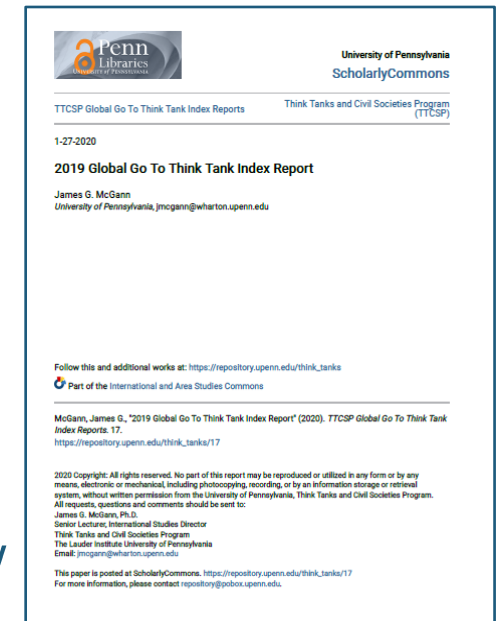 Penn
Libraries
UNIVERSITY OF PENNSYLVANIA
University of Pennsylvania
ScholarlyCommons
TTCSP Global Go To Think Tank Index Reports
Think Tanks and Civil Societies Program
(TTCSP)
1-27-2020
2019 Global Go To Think Tank Index Report
James G. McGann
University of Pennsylvania, jmcgann@wharton.upenn.edu
Follow this and additional works at: https://repository.upenn.edu/think_tanks
Part of the International and Area Studies Commons
McGann, James G., "2019 Global Go To Think Tank Index Report" (2020). TTCSP Global Go To Think Tank
Index Reports. 17.
https://repository.upenn.edu/think_tanks/17
2020 Copyright: All rights reserved. No part of this report may be reproduced or utilized in any form or by any
means, electronic or mechanical, including photocopying, recording, or by an information storage or retrieval
system, without written permission from the University of Pennsylvania, Think Tanks and Civil Societies Program.
All requests, questions and comments should be sent to:
James G. McGann, Ph.D.
Senior Lecturer, International Studies Director
Think Tanks and Civil Societies Program
The Lauder Institute University of Pennsylvania
Email: jmcgann@wharton.upenn.edu
This paper is posted at ScholarlyCommons. https://repository.upenn.edu/think_tanks/17
For more information, please contact repository@pobox.upenn.edu.